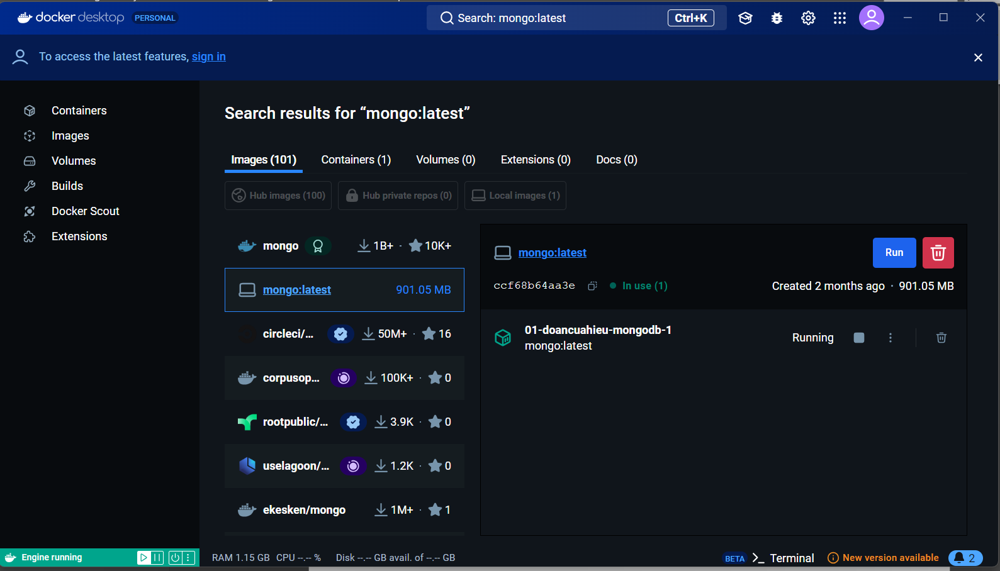 docker desktop PERSONAL
Search: mongo:latest Ctrl+K
To access the latest features, sign in
Containers
Images
Volumes
Builds
Docker Scout
Extensions
Search results for “mongo:latest”
Images (101) Containers (1) Volumes (0) Extensions (0) Docs (0)
Hub images (100) Hub private repos (0) Local images (1)
mongo 1B+ · 10K+
mongo:latest 901.05 MB
circleci/... 50M+ · 16
corpusop... 100K+ · 0
rootpublic/... 3.9K · 0
uselagoon/... 1.2K · 0
ekesken/mongo 1M+ · 1
mongo:latest Run
ccf68b64aa3e In use (1) Created 2 months ago · 901.05 MB
01-doancuahieu-mongodb-1
mongo:latest
Running
Engine running
RAM 1.15 GB CPU --.-- % Disk --.-- GB avail. of --.-- GB
BETA >_ Terminal New version available 2